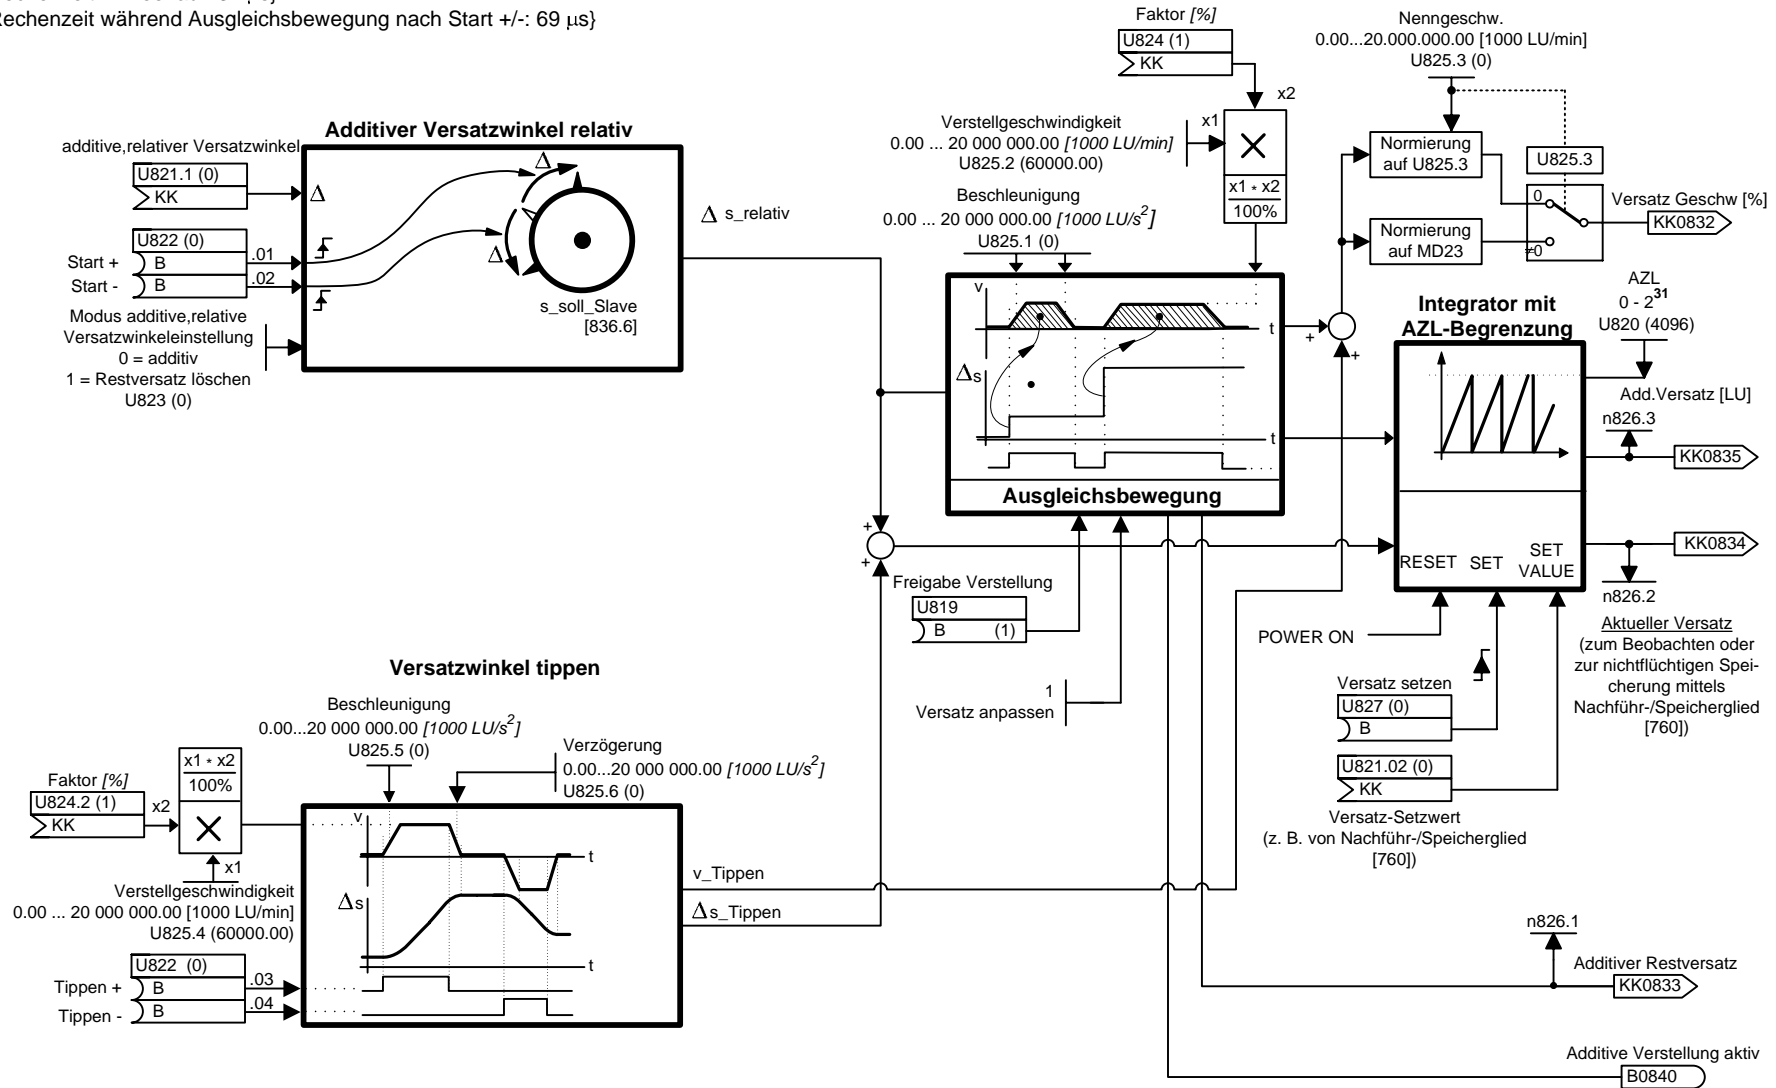 Rechenzeit während Ausgleichsbewegung nach Start +/-: 69 µs}
Faktor [%]
U824 (1)
KK
x2
x1
x1 * x2
100%
Nenngeschw.
0.00...20.000.000.00 [1000 LU/min]
U825.3 (0)
Normierung
auf U825.3
U825.3
0
≠0
Versatz Geschw [%]
KK0832
Normierung
auf MD23
Additiver Versatzwinkel relativ
additive,relativer Versatzwinkel
U821.1 (0)
KK
Δ
U822 (0)
Start +
B
.01
Start -
B
.02
Δ
Δ
s_soll_Slave
[836.6]
Modus additive,relative
Versatzwinkeleinstellung
0 = additiv
1 = Restversatz löschen
U823 (0)
Δ s_relativ
Verstellgeschwindigkeit
0.00 ... 20 000 000.00 [1000 LU/min]
U825.2 (60000.00)
Beschleunigung
0.00 ... 20 000 000.00 [1000 LU/s²]
U825.1 (0)
v
t
Δs
t
Ausgleichsbewegung
+
+
Integrator mit
AZL-Begrenzung
AZL
0 - 2³¹
U820 (4096)
Add.Versatz [LU]
n826.3
KK0835
KK0834
n826.2
RESET
SET
SET
VALUE
Aktueller Versatz
(zum Beobachten oder
zur nichtflüchtigen Spei-
cherung mittels
Nachführ-/Speicherglied
[760])
+
+
Freigabe Verstellung
U819
B (1)
1
Versatz anpassen
POWER ON
Versatz setzen
U827 (0)
B
U821.02 (0)
KK
Versatz-Setzwert
(z. B. von Nachführ-/Speicherglied
[760])
Versatzwinkel tippen
Beschleunigung
0.00...20 000 000.00 [1000 LU/s²]
U825.5 (0)
Verzögerung
0.00...20 000 000.00 [1000 LU/s²]
U825.6 (0)
Faktor [%]
U824.2 (1)
KK
x2
x1 * x2
100%
x1
Verstellgeschwindigkeit
0.00 ... 20 000 000.00 [1000 LU/min]
U825.4 (60000.00)
U822 (0)
Tippen +
B
.03
Tippen -
B
.04
v
t
Δs
t
v_Tippen
Δs_Tippen
n826.1
Additiver Restversatz
KK0833
Additive Verstellung aktiv
B0840